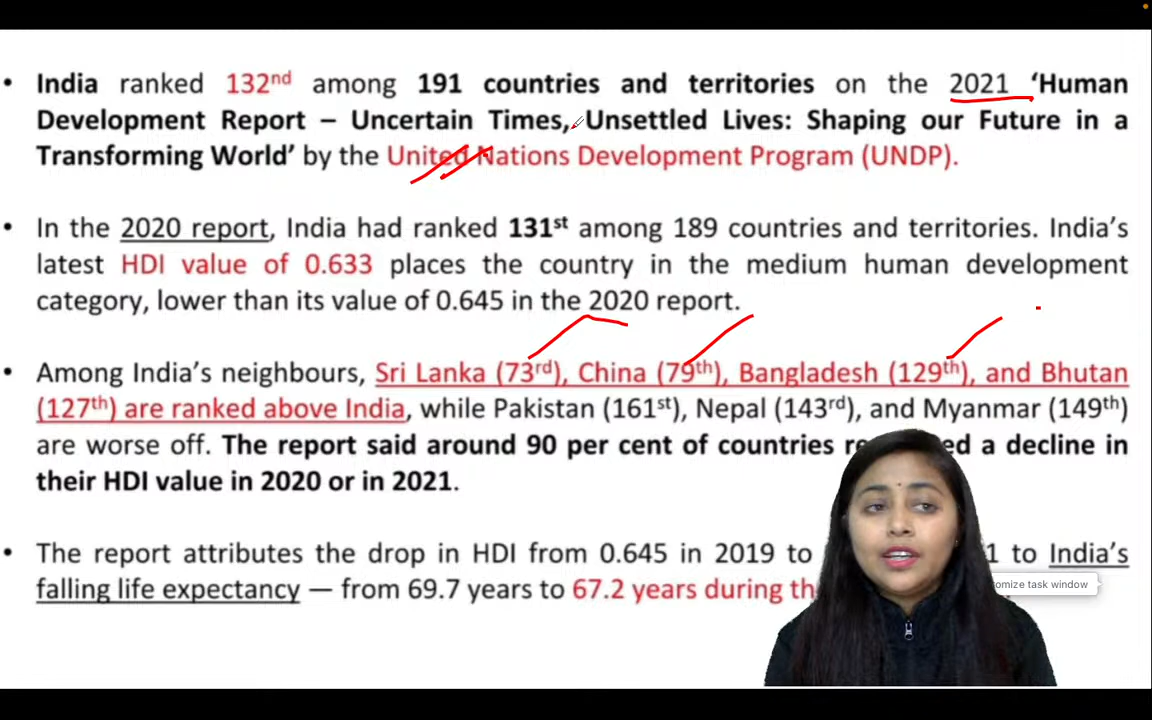 • India ranked 132nd among 191 countries and territories on the 2021 ‘Human
Development Report – Uncertain Times, Unsettled Lives: Shaping our Future in a
Transforming World’ by the United Nations Development Program (UNDP).
• In the 2020 report, India had ranked 131st among 189 countries and territories. India’s
latest HDI value of 0.633 places the country in the medium human development
category, lower than its value of 0.645 in the 2020 report.
• Among India’s neighbours, Sri Lanka (73rd), China (79th), Bangladesh (129th), and Bhutan
(127th) are ranked above India, while Pakistan (161st), Nepal (143rd), and Myanmar (149th)
are worse off. The report said around 90 per cent of countries a decline in
their HDI value in 2020 or in 2021.
• The report attributes the drop in HDI from 0.645 in 2019 to to India’s
falling life expectancy — from 69.7 years to 67.2 years during
task window